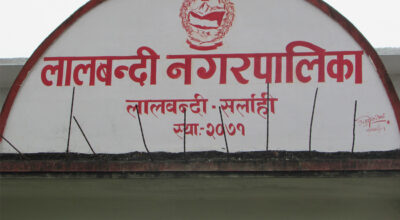 लालबन्दी नगरपालिका
लालबन्दी - सर्लाही
स्था-२०७१